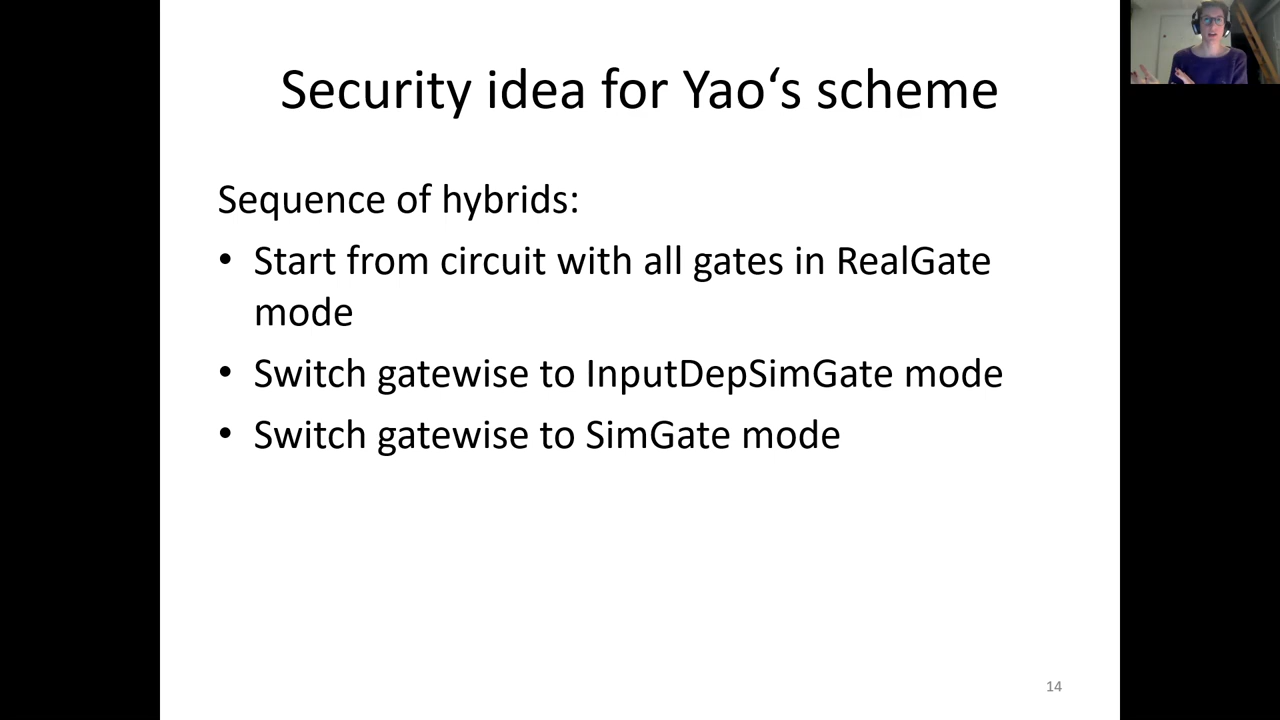 Security idea for Yao‘s scheme
Sequence of hybrids:
• Start from circuit with all gates in RealGate
mode
• Switch gatewise to InputDepSimGate mode
• Switch gatewise to SimGate mode
14